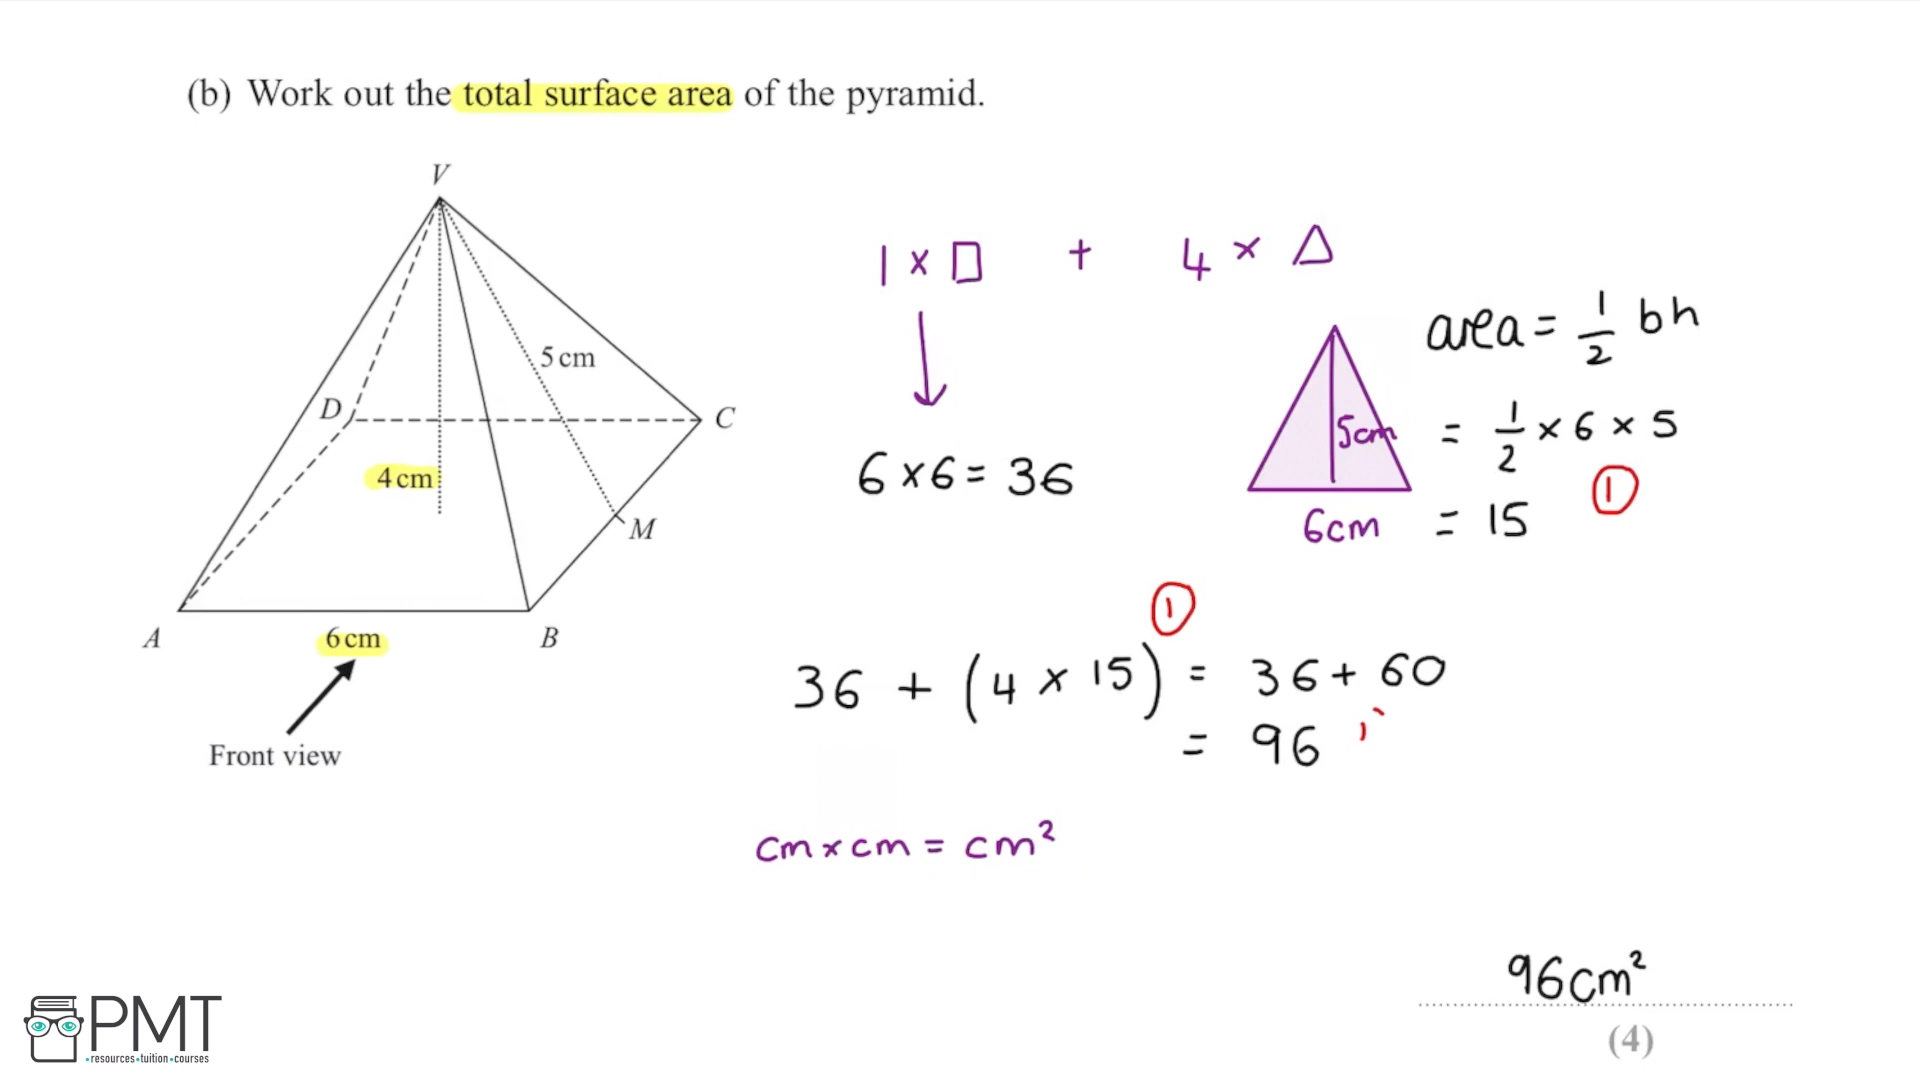 (b) Work out the total surface area of the pyramid.
V
5 cm
D
C
4 cm
M
A
6 cm
B
Front view
1 × □ + 4 × △
6 × 6 = 36
5cm
6cm
area = 1/2 bh
= 1/2 × 6 × 5
= 15
①
①
36 + (4 × 15) = 36 + 60
= 96
cm × cm = cm²
96cm²
(4)
PMT
•resources•tuition•courses